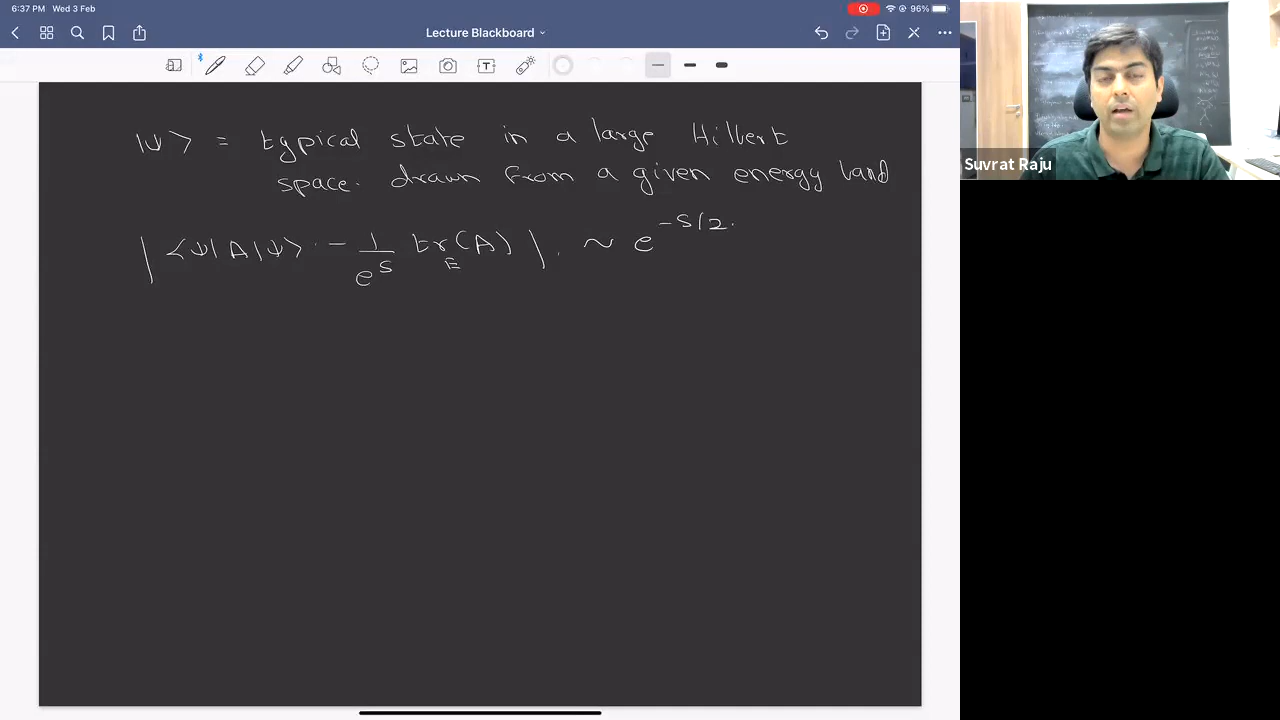 6:37 PM Wed 3 Feb
96%
Lecture Blackboard
|ψ⟩ = typical state in a large Hilbert
space. drawn from a given energy band
|⟨ψ|A|ψ⟩ - 1/e^S tr_E(A)| ~ e^{-S/2}.
Suvrat Raju